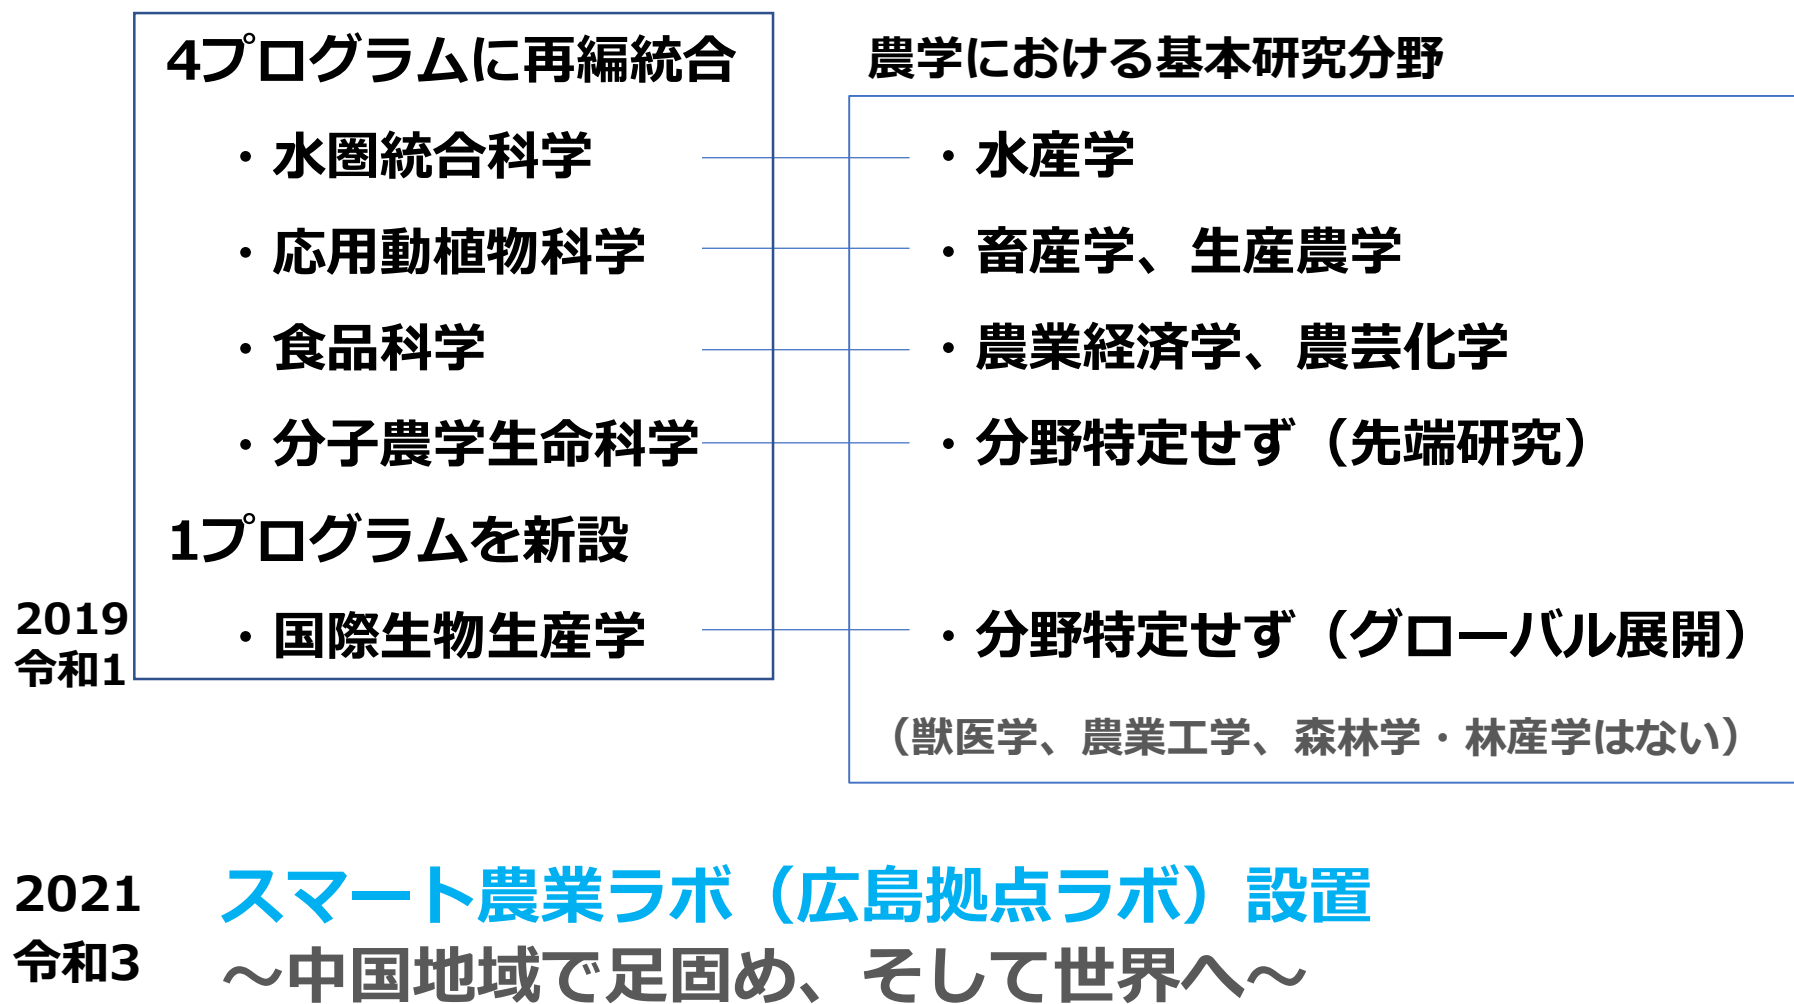 4プログラムに再編統合
・水圏統合科学
・応用動植物科学
・食品科学
・分子農学生命科学
1プログラムを新設
・国際生物生産学
2019
令和1
農学における基本研究分野
・水産学
・畜産学、生産農学
・農業経済学、農芸化学
・分野特定せず（先端研究）
・分野特定せず（グローバル展開）
（獣医学、農業工学、森林学・林産学はない）
2021
令和3
スマート農業ラボ（広島拠点ラボ）設置
～中国地域で足固め、そして世界へ～